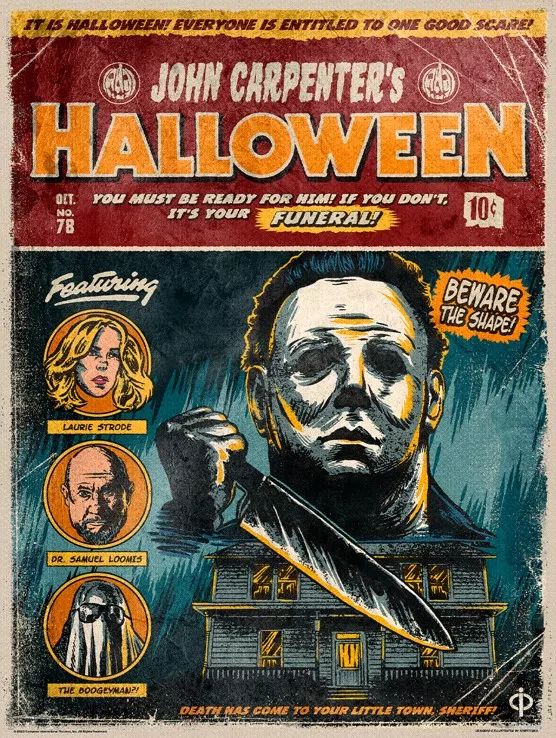 IT IS HALLOWEEN! EVERYONE IS ENTITLED TO ONE GOOD SCARE!
JOHN CARPENTER'S
HALLOWEEN
OCT.
NO.
78
YOU MUST BE READY FOR HIM! IF YOU DON'T,
IT'S YOUR FUNERAL!
10¢
Featuring
BEWARE
THE SHAPE!
LAURIE STRODE
DR. SAMUEL LOOMIS
THE BOOGEYMAN?!
DEATH HAS COME TO YOUR LITTLE TOWN, SHERIFF!